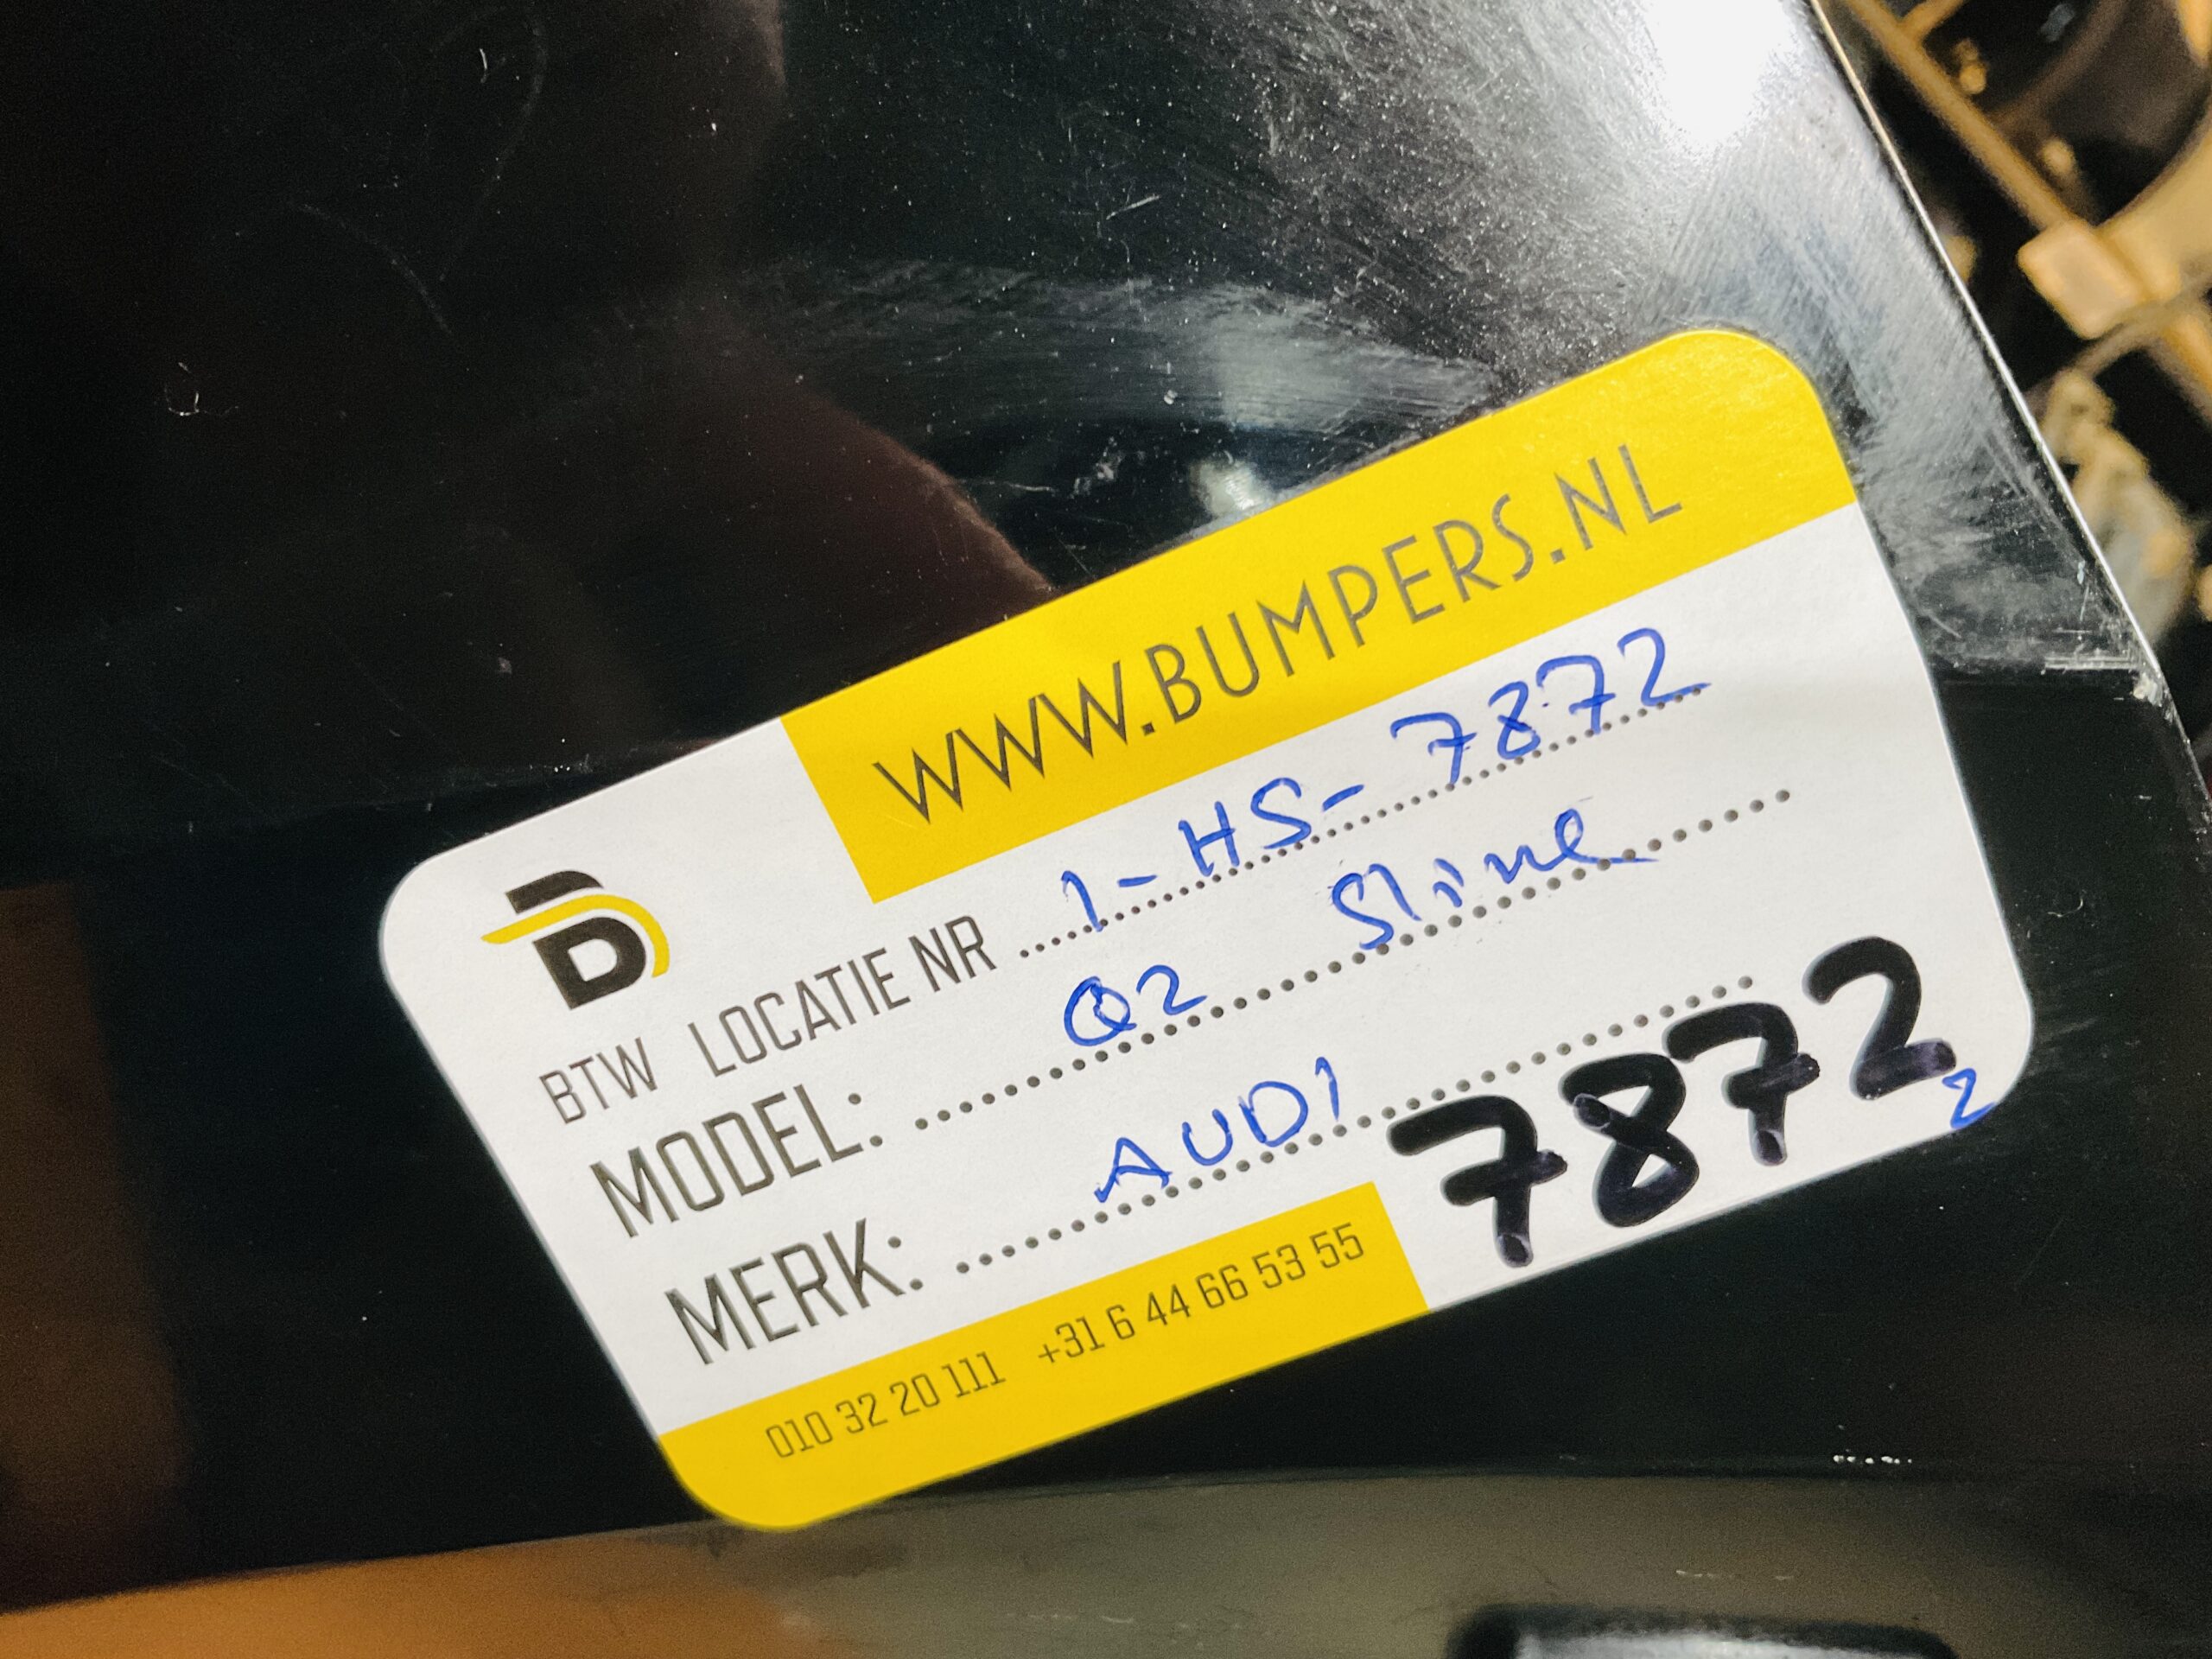 WWW.BUMPERS.NL
B
BTW LOCATIE NR 1-HS-7872
MODEL: Q2 Sline
MERK: AUDI
7872
2
010 32 20 111 +31 6 44 66 53 55